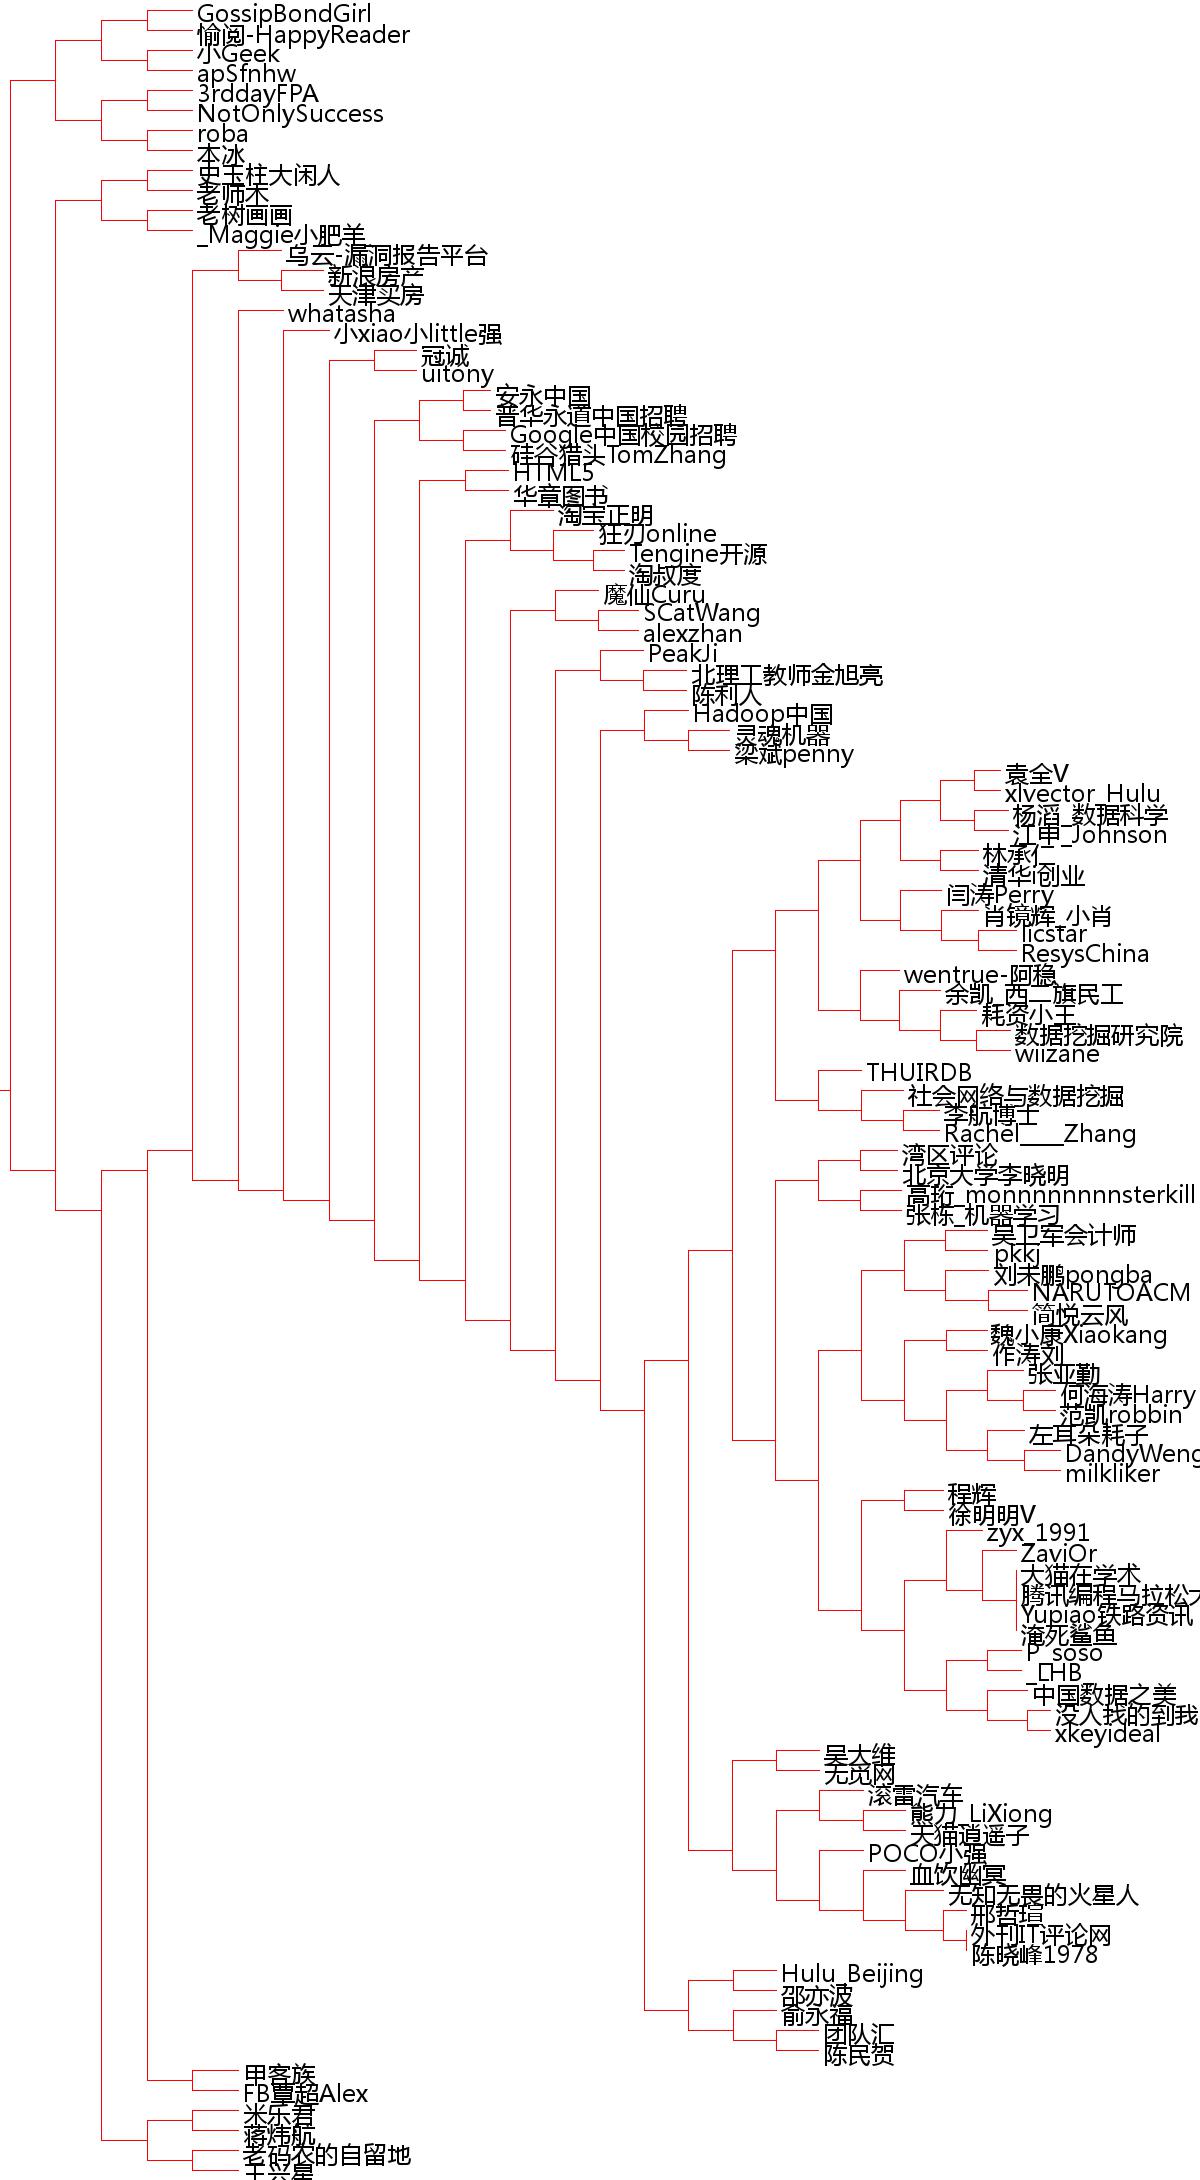 GossipBondGirl
愉阅-HappyReader
小Geek
apSfnhw
3rddayFPA
NotOnlySuccess
roba
本冰
史玉柱大闲人
老师木
老树画画
_Maggie小肥羊
乌云-漏洞报告平台
新浪房产
天津买房
whatasha
小xiao小little强
冠诚
uitony
安永中国
普华永道中国招聘
Google中国校园招聘
硅谷猎头TomZhang
HTML5
华章图书
淘宝正明
狂刃online
Tengine开源
淘叔度
魔仙Curu
SCatWang
alexzhan
PeakJi
北理工教师金旭亮
陈利人
Hadoop中国
灵魂机器
梁斌penny
袁全V
xlvector_Hulu
杨滔_数据科学
江申_Johnson
林承仁
清华i创业
闫涛Perry
肖镜辉_小肖
licstar
ResysChina
wentrue-阿稳
余凯_西二旗民工
耗资小王
数据挖掘研究院
wiizane
THUIRDB
社会网络与数据挖掘
李航博士
Rachel____Zhang
湾区评论
北京大学李晓明
高珩_monnnnnnnnsterkill
张栋_机器学习
吴卫军会计师
pkkj
刘未鹏pongba
NARUTOACM
简悦云风
魏小康Xiaokang
作涛刘
张亚勤
何海涛Harry
范凯robbin
左耳朵耗子
DandyWeng
milkliker
程辉
徐明明V
zyx_1991
ZaviOr
大猫在学术
腾讯编程马拉松大
Yupiao铁路资讯
淹死鲨鱼
P_soso
中国数据之美
没人找的到我
xkeyideal
吴大维
无觅网
滚雷汽车
熊力_LiXiong
天猫逍遥子
POCO小强
血饮幽冥
无知无畏的火星人
邢哲瑄
外刊IT评论网
陈晓峰1978
Hulu_Beijing
邵亦波
俞永福
团队汇
陈民贺
甲客族
FB覃超Alex
米乐君
蒋炜航
老码农的自留地
王兴星